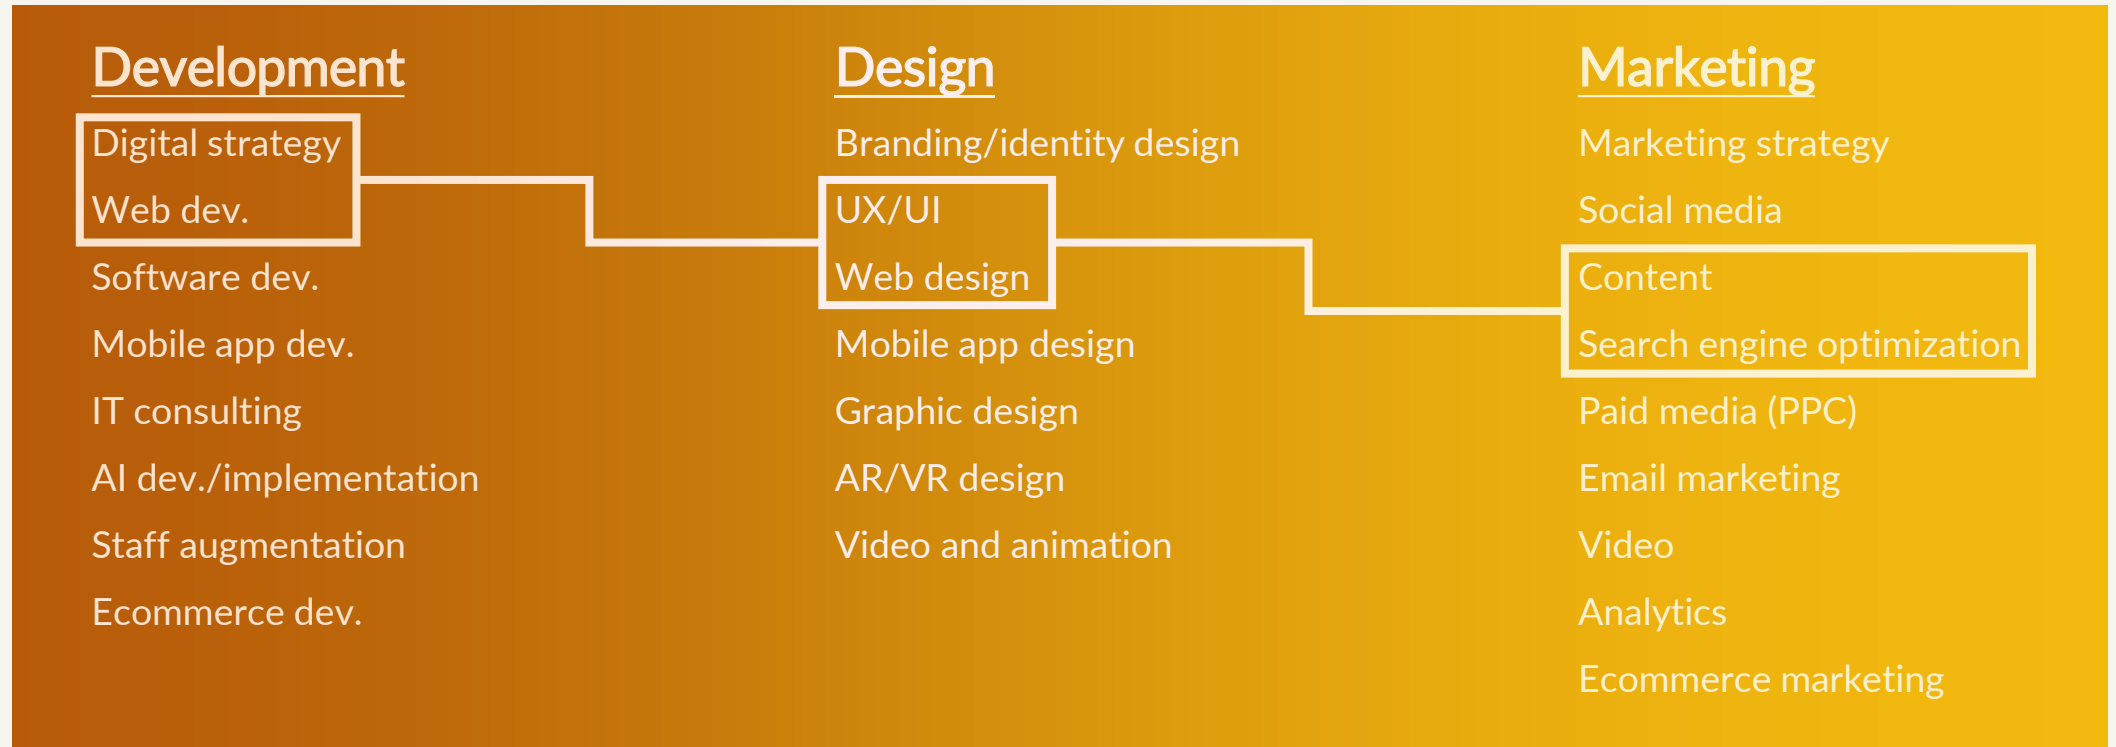 Development
Digital strategy
Web dev.
Software dev.
Mobile app dev.
IT consulting
AI dev./implementation
Staff augmentation
Ecommerce dev.
Design
Branding/identity design
UX/UI
Web design
Mobile app design
Graphic design
AR/VR design
Video and animation
Marketing
Marketing strategy
Social media
Content
Search engine optimization
Paid media (PPC)
Email marketing
Video
Analytics
Ecommerce marketing